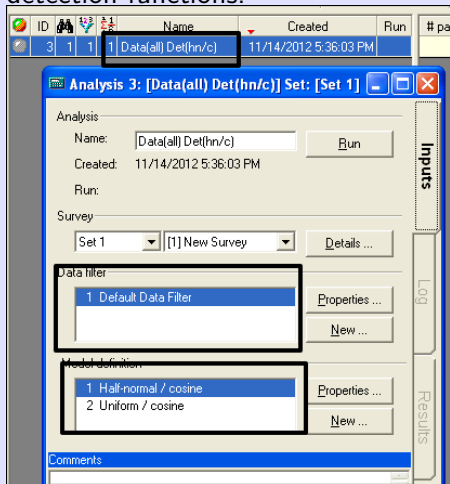 detection functions.
ID Name Created Run # pa
3 1 1 1 Data(all) Det(hn/c) 11/14/2012 5:36:03 PM
Analysis 3: [Data(all) Det(hn/c)] Set: [Set 1]
Analysis
Name: Data(all) Det(hn/c) Run
Created: 11/14/2012 5:36:03 PM
Run:
Survey
Set 1 [1] New Survey Details ...
Data filter
1 Default Data Filter Properties ...
New ...
Model definition
1 Half-normal / cosine Properties ...
2 Uniform / cosine
New ...
Comments
Inputs
Log
Results